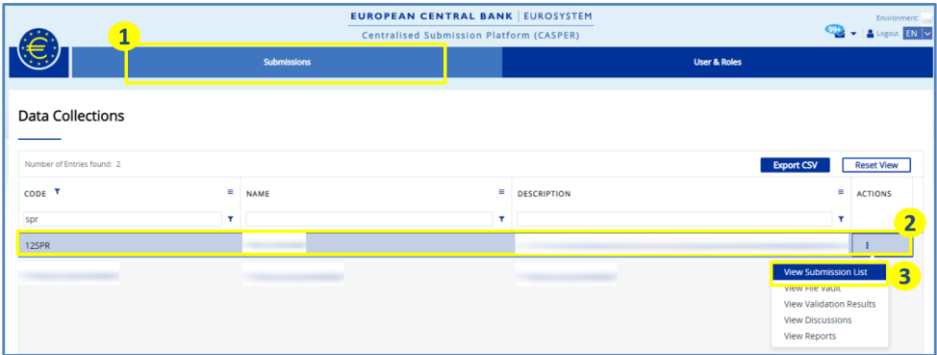 EUROPEAN CENTRAL BANK | EUROSYSTEM
Centralised Submission Platform (CASPER)
Environment:
99+
Logout EN
1
Submissions
User & Roles
Data Collections
Number of Entries found: 2
Export CSV
Reset View
CODE
NAME
DESCRIPTION
ACTIONS
spr
2
12SPR
View Submission List
3
View File Vault
View Validation Results
View Discussions
View Reports